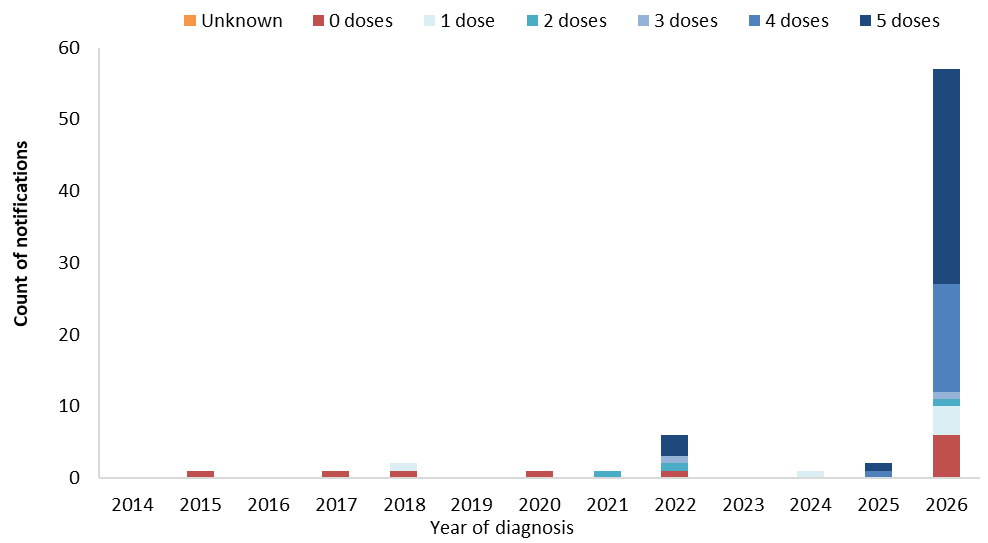 Unknown 0 doses 1 dose 2 doses 3 doses 4 doses 5 doses
Count of notifications
60
50
40
30
20
10
0
2014 2015 2016 2017 2018 2019 2020 2021 2022 2023 2024 2025 2026
Year of diagnosis